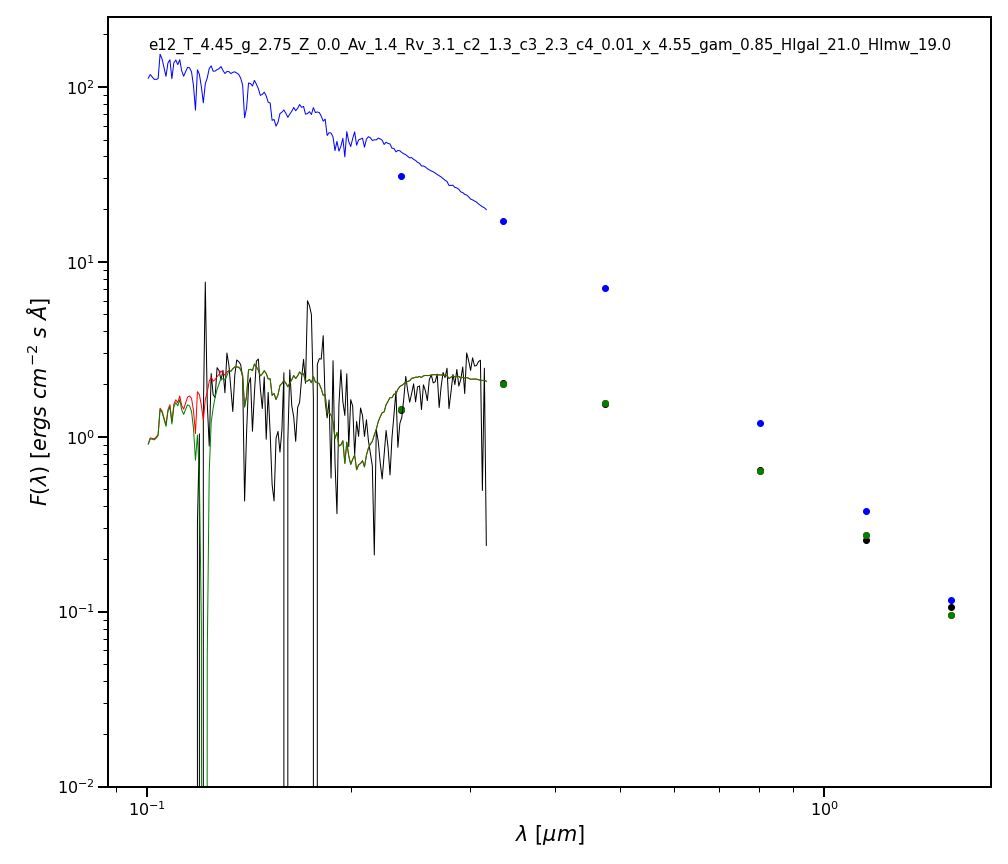 e12_T_4.45_g_2.75_Z_0.0_Av_1.4_Rv_3.1_c2_1.3_c3_2.3_c4_0.01_x_4.55_gam_0.85_HIgal_21.0_HImw_19.0
10²
10¹
10⁰
10⁻¹
10⁻²
F(λ) [ergs cm⁻² s Å]
10⁻¹ 10⁰
λ [μm]